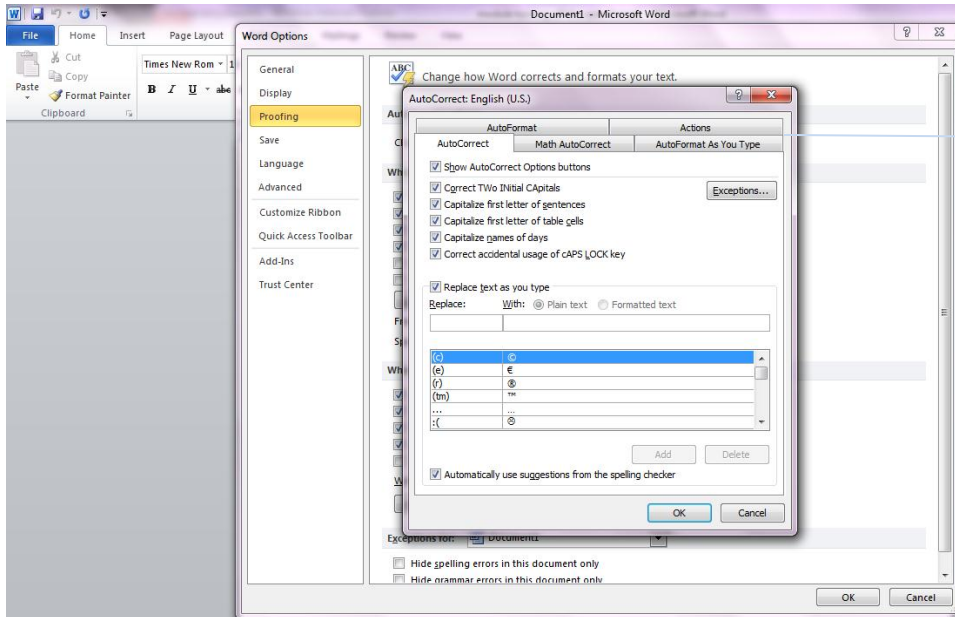 W Document1 - Microsoft Word
File Home Insert Page Layout Word Options
Cut
Copy
Format Painter
Paste
Clipboard
Times New Rom 1
B I U abc
General
Display
Proofing
Save
Language
Advanced
Customize Ribbon
Quick Access Toolbar
Add-Ins
Trust Center
ABC Change how Word corrects and formats your text.
AutoCorrect: English (U.S.)
AutoFormat Actions
AutoCorrect Math AutoCorrect AutoFormat As You Type
Show AutoCorrect Options buttons
Correct TWo INitial CApitals Exceptions...
Capitalize first letter of sentences
Capitalize first letter of table cells
Capitalize names of days
Correct accidental usage of cAPS LOCK key
Replace text as you type
Replace: With: Plain text Formatted text
(c) ©
(e) €
(r) ®
(tm) ™
... …
:( ☹
Add Delete
Automatically use suggestions from the spelling checker
OK Cancel
Exceptions for: Document1
Hide spelling errors in this document only
Hide grammar errors in this document only
OK Cancel